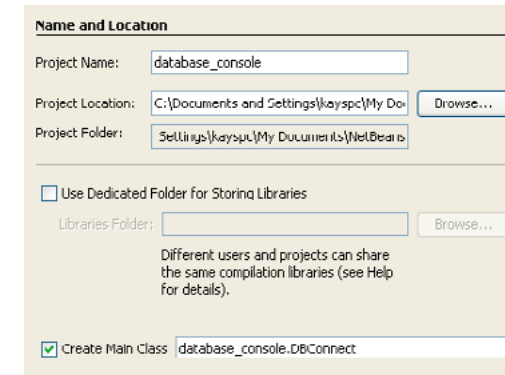 Name and Location
Project Name: database_console
Project Location: C:\Documents and Settings\kayspc\My Do Browse...
Project Folder: Settings\kayspc\My Documents\NetBeans
Use Dedicated Folder for Storing Libraries
Libraries Folder: Browse...
Different users and projects can share
the same compilation libraries (see Help
for details).
Create Main Class database_console.DBConnect